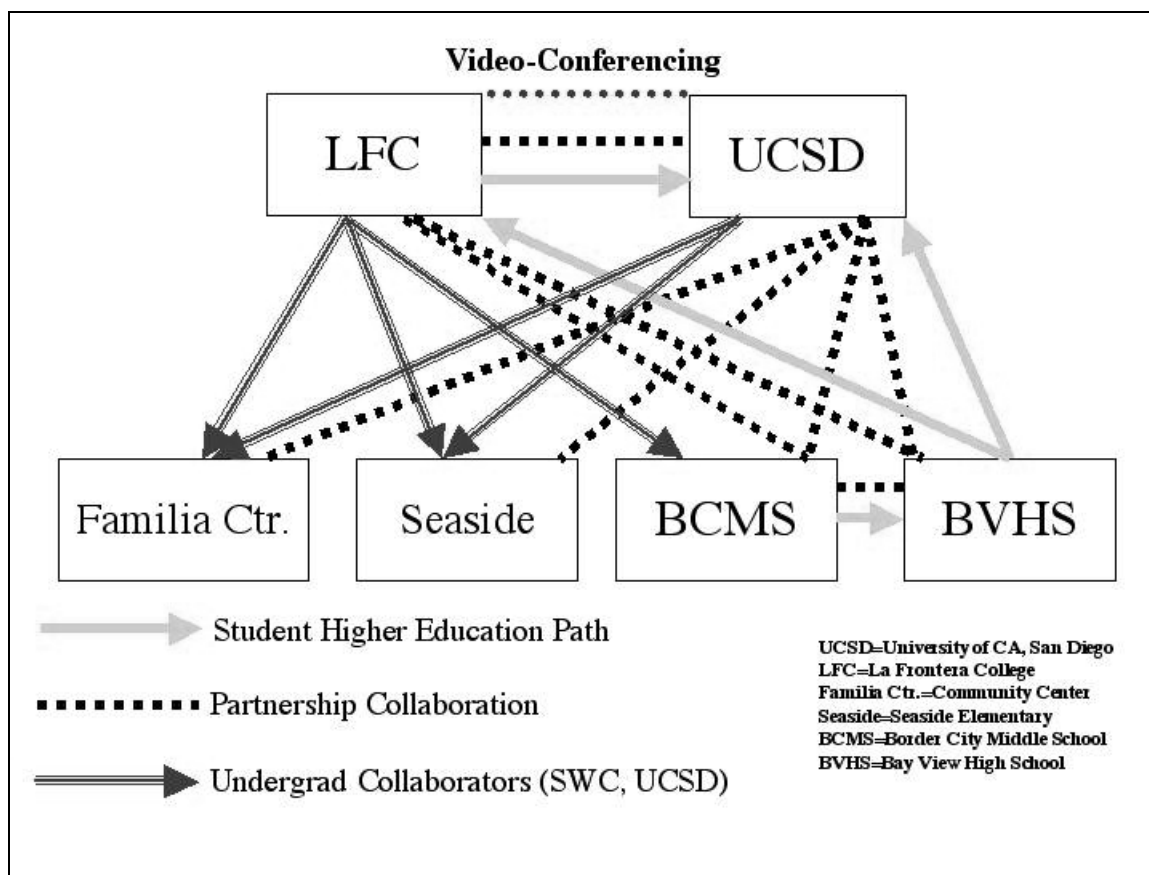 Video-Conferencing
LFC
UCSD
Familia Ctr.
Seaside
BCMS
BVHS
Student Higher Education Path
Partnership Collaboration
Undergrad Collaborators (SWC, UCSD)
UCSD=University of CA, San Diego
LFC=La Frontera College
Familia Ctr.=Community Center
Seaside=Seaside Elementary
BCMS=Border City Middle School
BVHS=Bay View High School